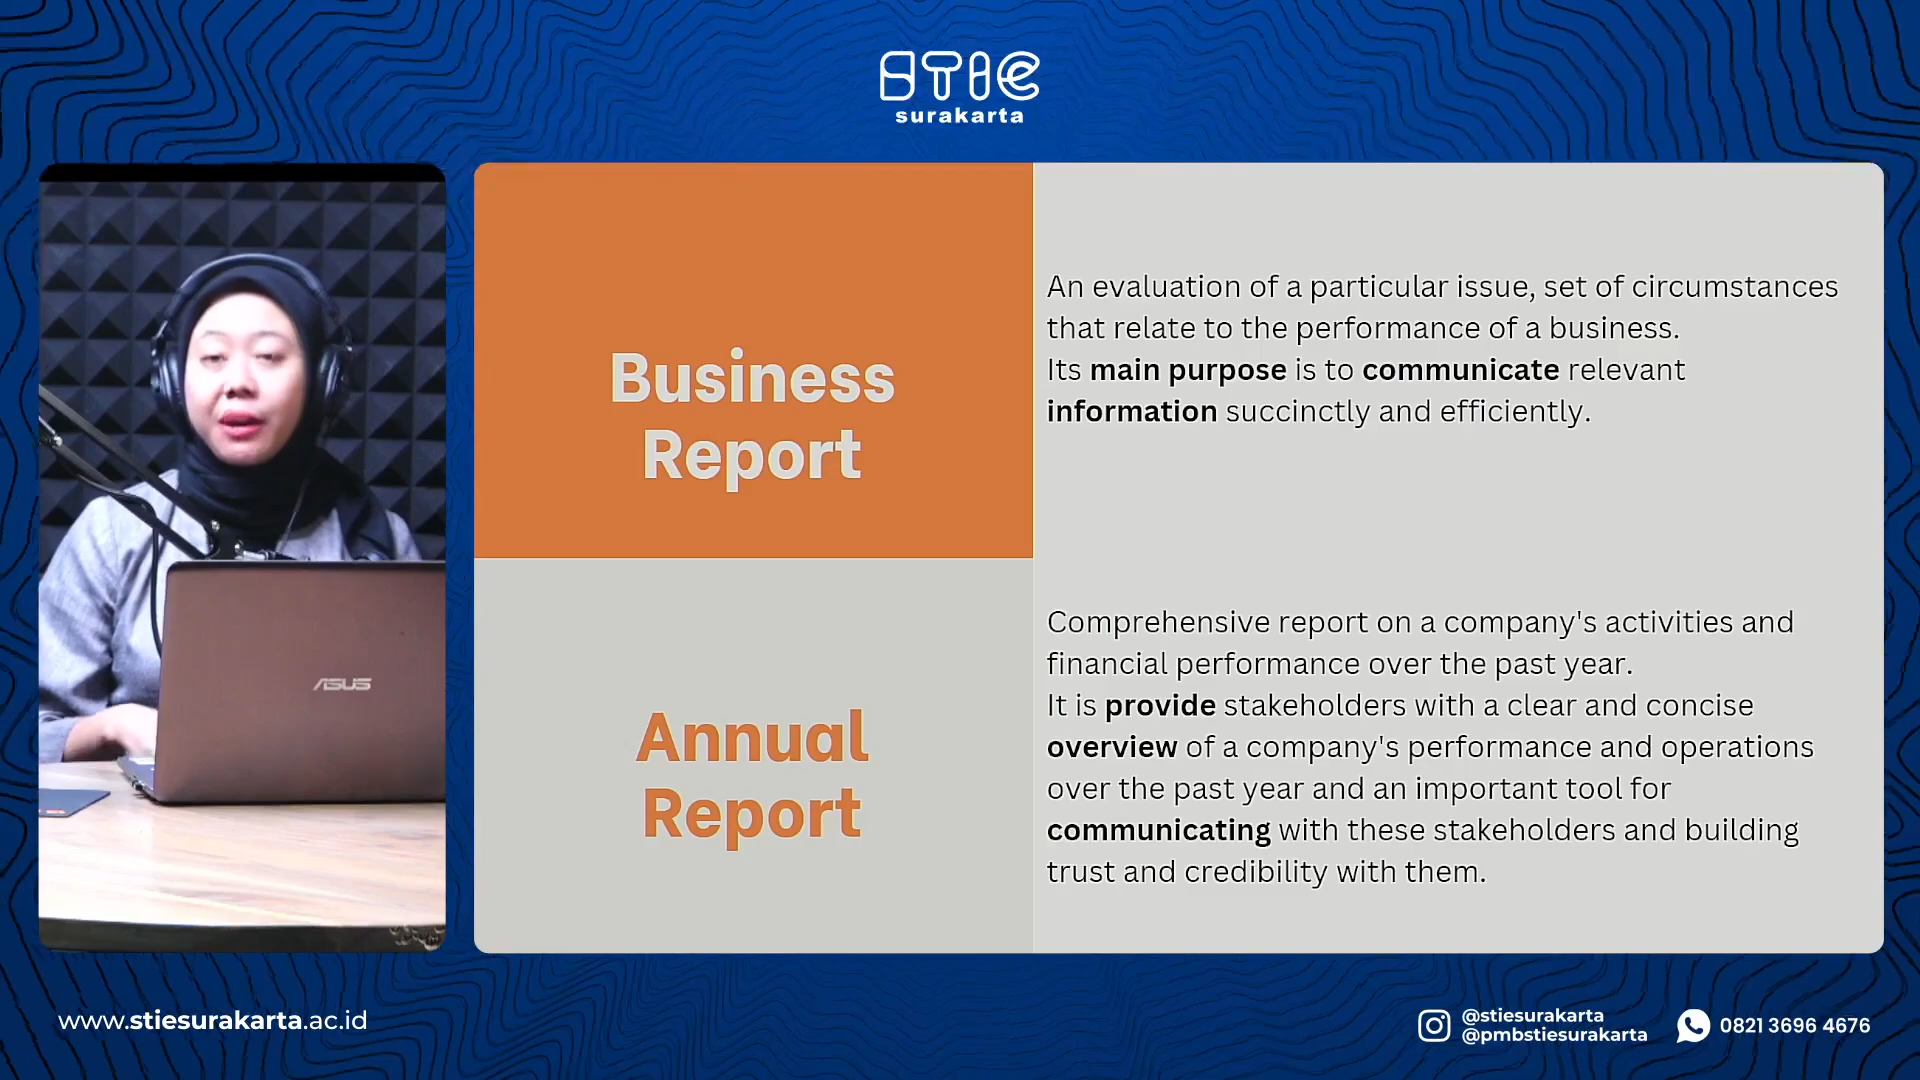 STIE
surakarta
Business
Report
An evaluation of a particular issue, set of circumstances
that relate to the performance of a business.
Its main purpose is to communicate relevant
information succinctly and efficiently.
Annual
Report
Comprehensive report on a company's activities and
financial performance over the past year.
It is provide stakeholders with a clear and concise
overview of a company's performance and operations
over the past year and an important tool for
communicating with these stakeholders and building
trust and credibility with them.
ASUS
www.stiesurakarta.ac.id
@stiesurakarta
@pmbstiesurakarta
0821 3696 4676